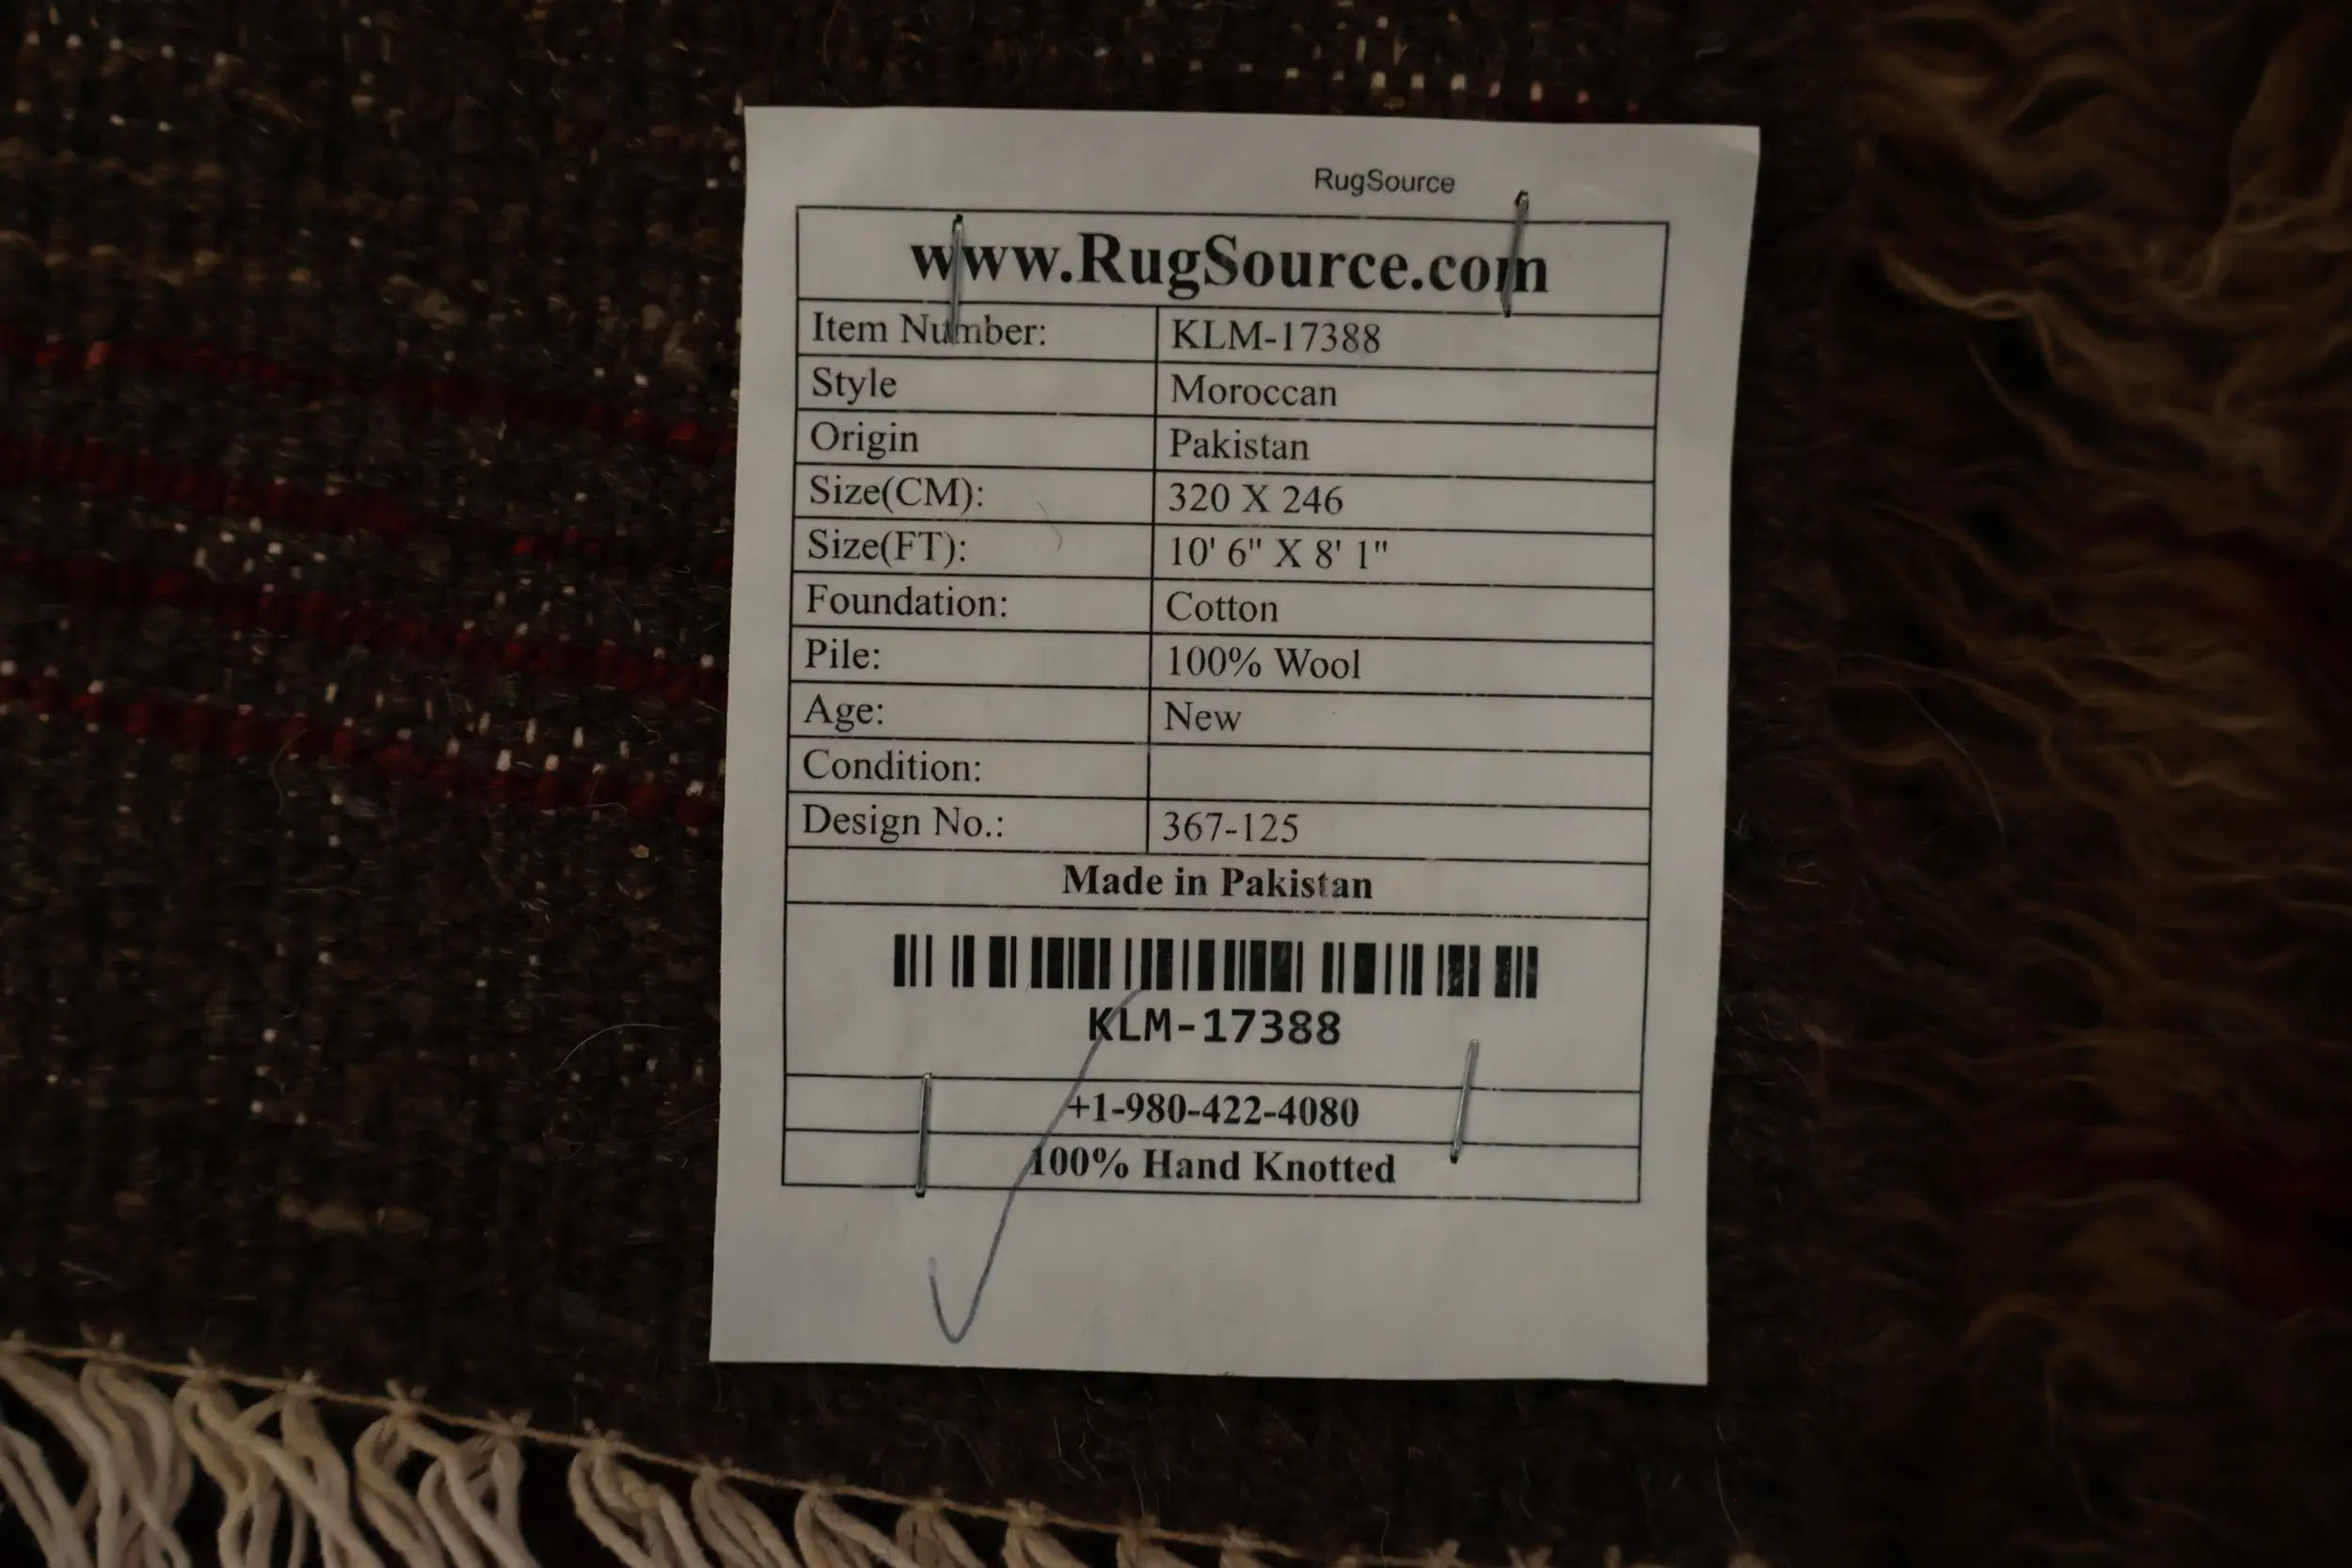 RugSource
www.RugSource.com
Item Number: KLM-17388
Style Moroccan
Origin Pakistan
Size(CM): 320 X 246
Size(FT): 10' 6" X 8' 1"
Foundation: Cotton
Pile: 100% Wool
Age: New
Condition:
Design No.: 367-125
Made in Pakistan
KLM-17388
+1-980-422-4080
100% Hand Knotted